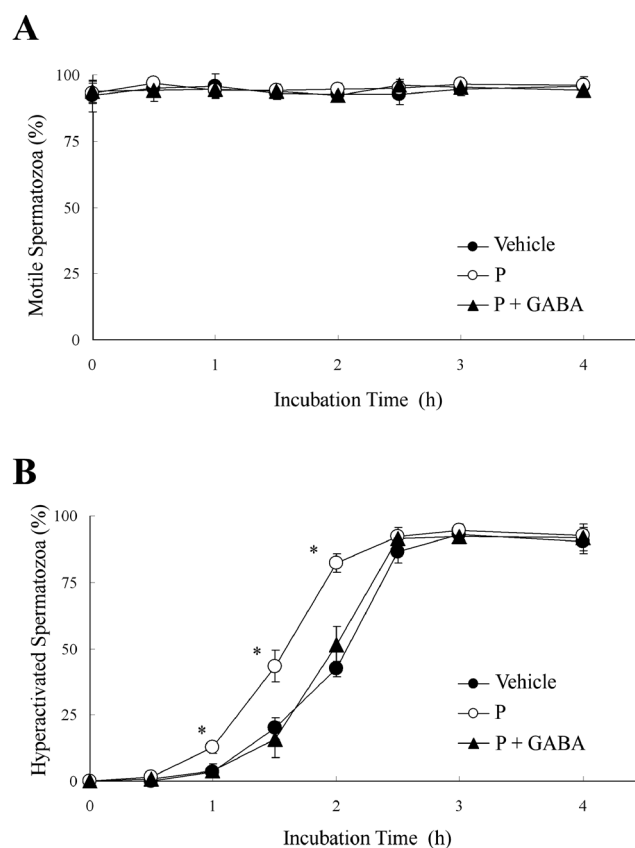 A
100
75
50
25
0
Motile Spermatozoa (%)
Vehicle
P
P + GABA
0 1 2 3 4
Incubation Time (h)
B
100
75
50
25
0
Hyperactivated Spermatozoa (%)
*
*
*
Vehicle
P
P + GABA
0 1 2 3 4
Incubation Time (h)